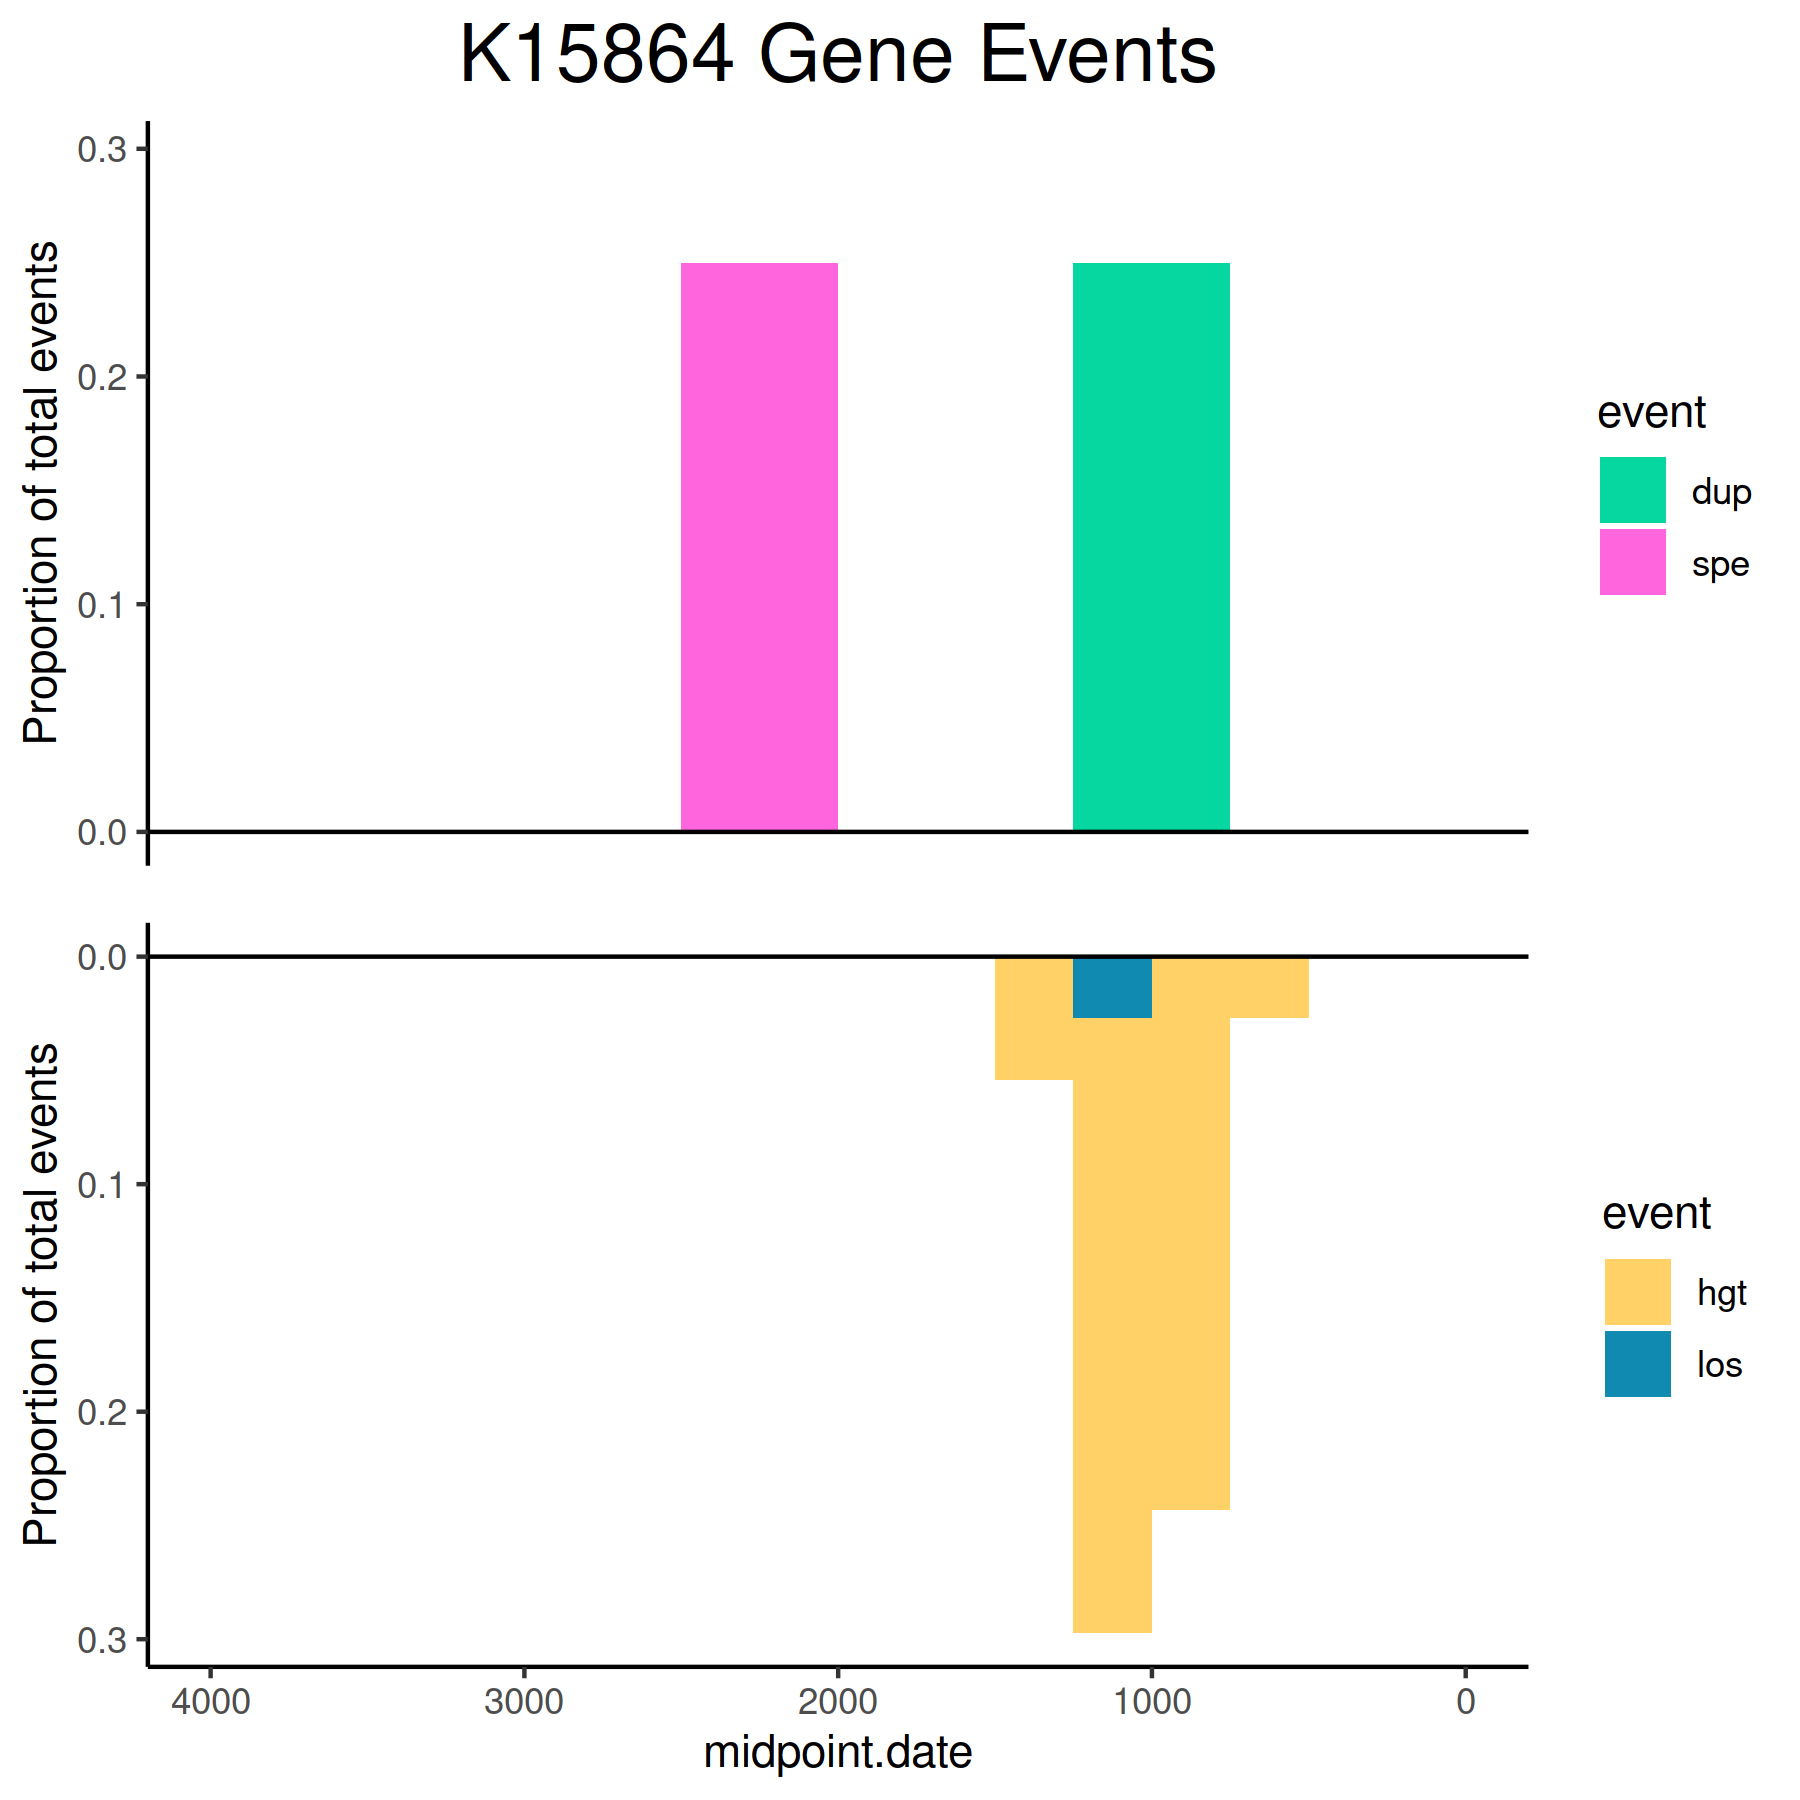 K15864 Gene Events
Proportion of total events
0.3
0.2
0.1
0.0
event
dup
spe
Proportion of total events
0.0
0.1
0.2
0.3
event
hgt
los
4000 3000 2000 1000 0
midpoint.date